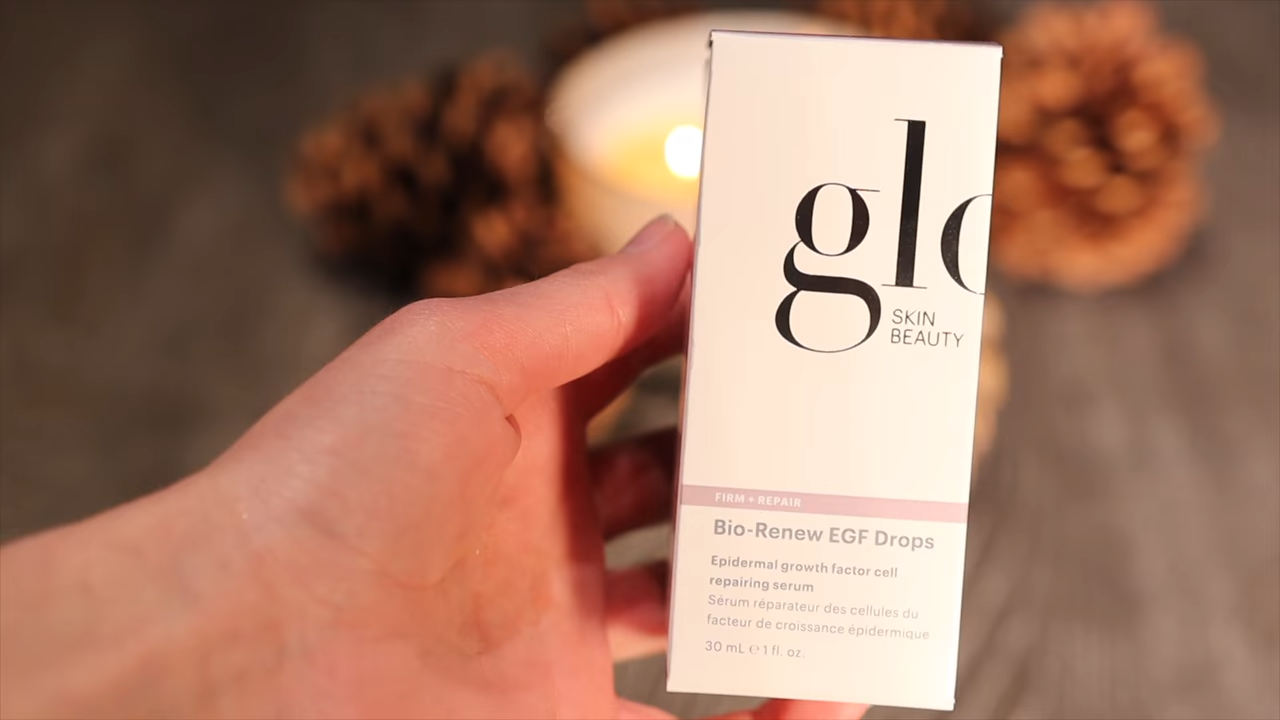 glo
SKIN
BEAUTY
FIRM + REPAIR
Bio-Renew EGF Drops
Epidermal growth factor cell
repairing serum
Sérum réparateur des cellules du
facteur de croissance épidermique
30 mL ℮ 1 fl. oz.